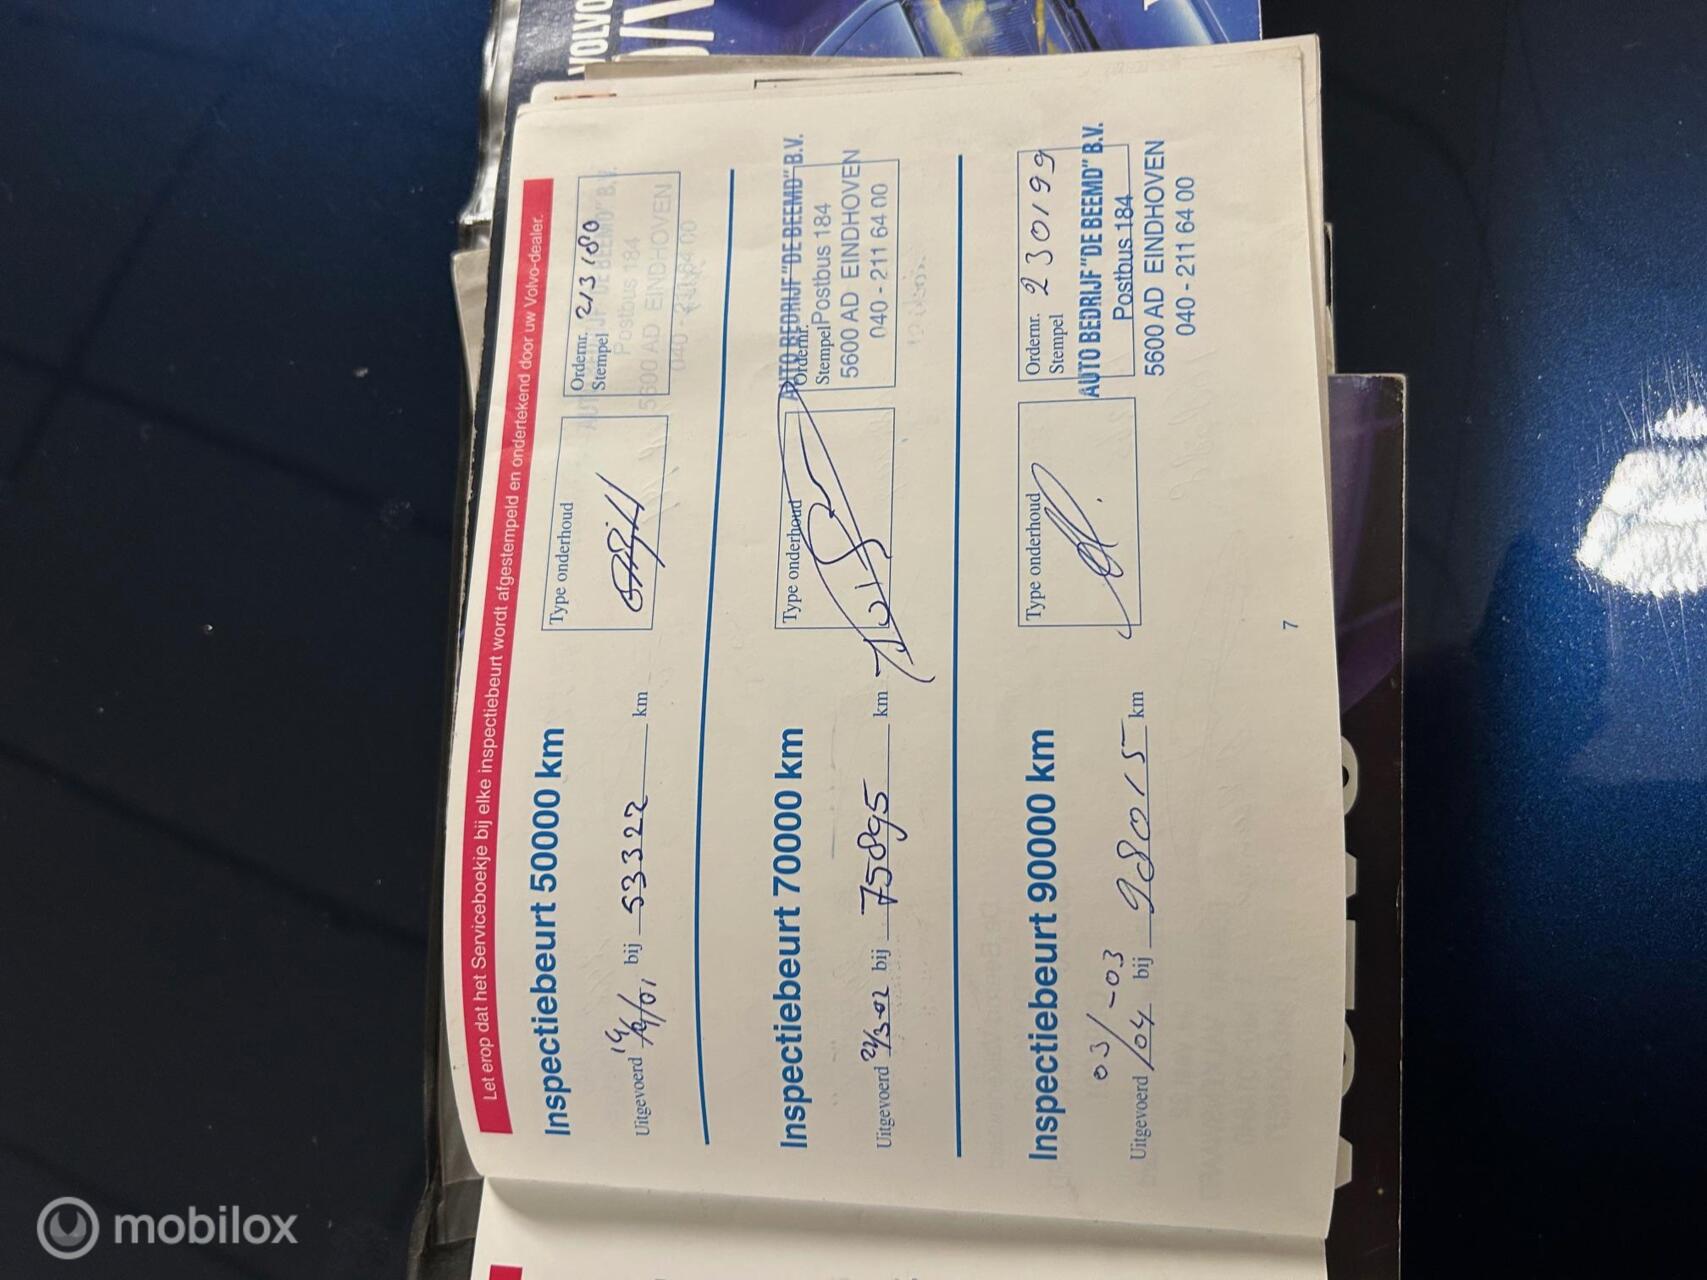 VOLVO
Let erop dat het Serviceboekje bij elke inspectiebeurt wordt afgestempeld en ondertekend door uw Volvo-dealer.
Inspectiebeurt 50000 km
Uitgevoerd bij 53322 km
Type onderhoud
Ordernr. 213180
Stempel
Postbus 184
5600 AD EINDHOVEN
Inspectiebeurt 70000 km
Uitgevoerd 21/3-02 bij 75895 km
Type onderhoud
Ordernr.
Stempel
AUTO BEDRIJF "DE BEEMD" B.V.
Postbus 184
5600 AD EINDHOVEN
040 - 211 64 00
Inspectiebeurt 90000 km
Uitgevoerd 03/04-03 bij 98015 km
Type onderhoud
Ordernr. 230199
Stempel
AUTO BEDRIJF "DE BEEMD" B.V.
Postbus 184
5600 AD EINDHOVEN
040 - 211 64 00
7
mobilox